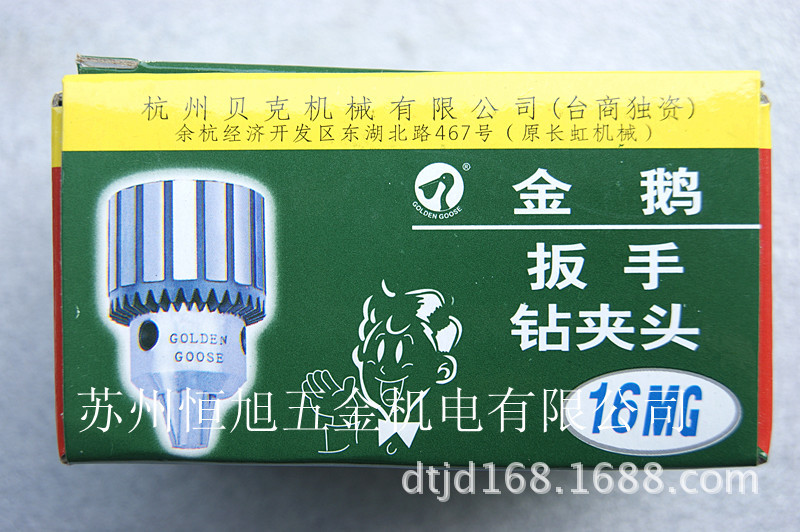 杭州贝克机械有限公司(台商独资)
余杭经济开发区东湖北路467号(原长虹机械)
®
GOLDEN GOOSE
金鹅
扳手
钻夹头
GOLDEN
GOOSE
16MG
苏州恒旭五金机电有限公司
dtjd168.1688.com